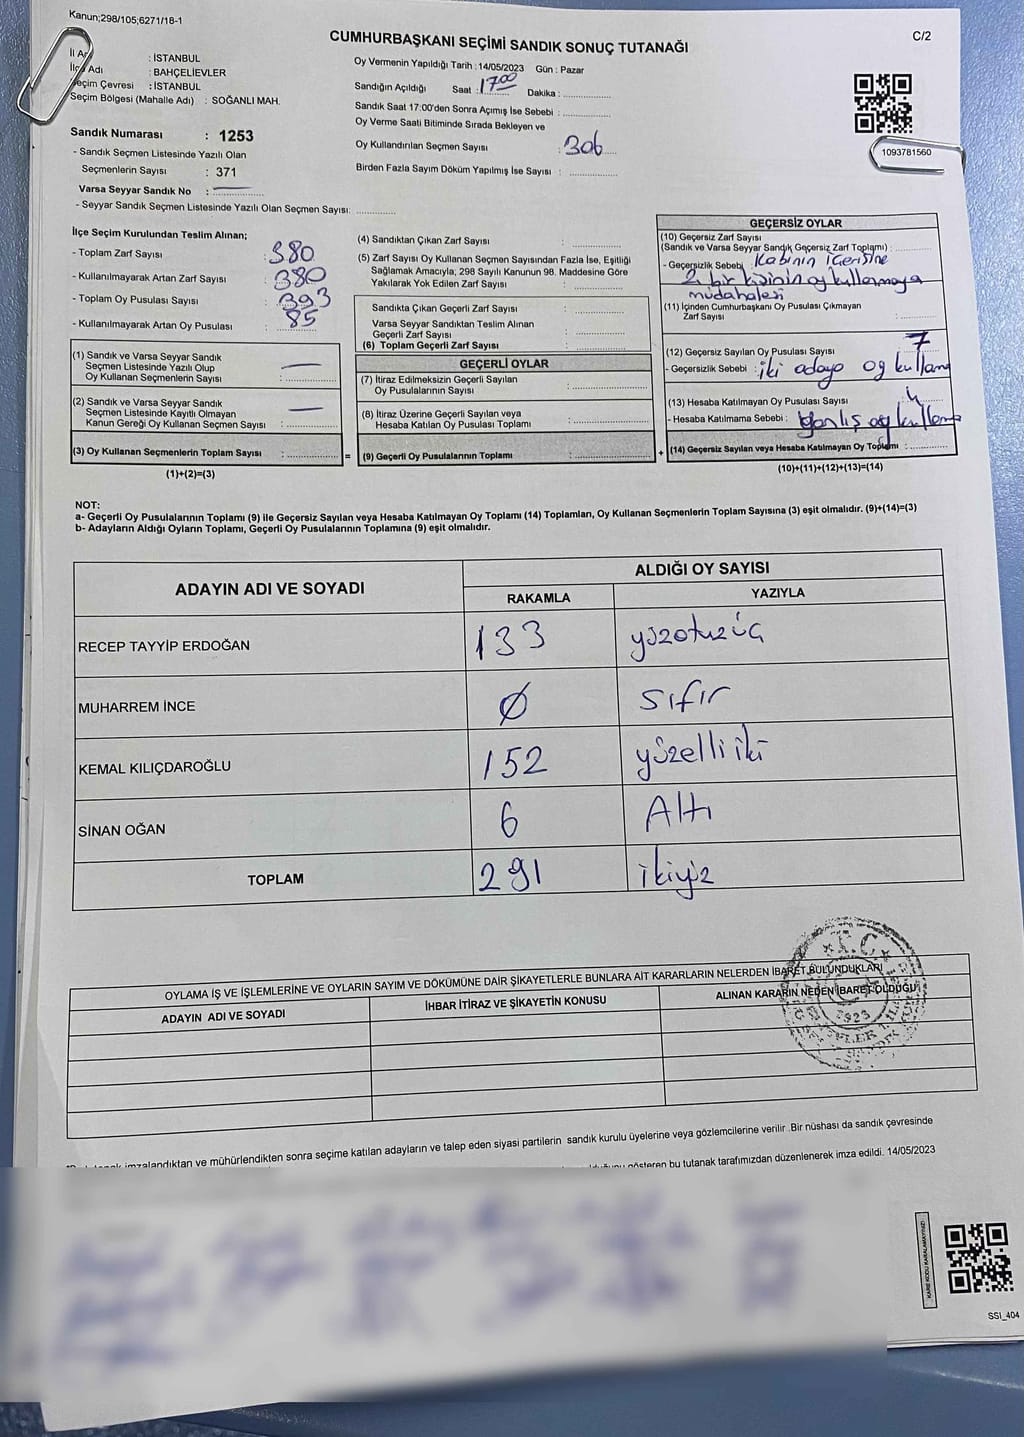 Kanun;298/105;6271/18-1
C/2
CUMHURBAŞKANI SEÇİMİ SANDIK SONUÇ TUTANAĞI
İl Adı : İSTANBUL
İlçe Adı : BAHÇELİEVLER
Seçim Çevresi : İSTANBUL
Seçim Bölgesi (Mahalle Adı) : SOĞANLI MAH.
Sandık Numarası : 1253
- Sandık Seçmen Listesinde Yazılı Olan
Seçmenlerin Sayısı : 371
Varsa Seyyar Sandık No :
- Seyyar Sandık Seçmen Listesinde Yazılı Olan Seçmen Sayısı:
Oy Vermenin Yapıldığı Tarih : 14/05/2023 Gün : Pazar
Sandığın Açıldığı Saat : 17 00 Dakika :
Sandık Saat 17:00'den Sonra Açımış İse Sebebi :
Oy Verme Saati Bitiminde Sırada Bekleyen ve
Oy Kullandırılan Seçmen Sayısı : 306
Birden Fazla Sayım Döküm Yapılmış İse Sayısı :
1093781560
İlçe Seçim Kurulundan Teslim Alınan;
- Toplam Zarf Sayısı : 380
- Kullanılmayarak Artan Zarf Sayısı : 380
- Toplam Oy Pusulası Sayısı : 393
- Kullanılmayarak Artan Oy Pusulası : 85
(1) Sandık ve Varsa Seyyar Sandık
Seçmen Listesinde Yazılı Olup
Oy Kullanan Seçmenlerin Sayısı :
(2) Sandık ve Varsa Seyyar Sandık
Seçmen Listesinde Kayıtlı Olmayan
Kanun Gereği Oy Kullanan Seçmen Sayısı :
(3) Oy Kullanan Seçmenlerin Toplam Sayısı :
(1)+(2)=(3)
(4) Sandıktan Çıkan Zarf Sayısı :
(5) Zarf Sayısı Oy Kullanan Seçmen Sayısından Fazla İse, Eşitliği
Sağlamak Amacıyla; 298 Sayılı Kanunun 98. Maddesine Göre
Yakılarak Yok Edilen Zarf Sayısı :
Sandıkta Çıkan Geçerli Zarf Sayısı :
Varsa Seyyar Sandıktan Teslim Alınan
Geçerli Zarf Sayısı :
(6) Toplam Geçerli Zarf Sayısı :
GEÇERLİ OYLAR
(7) İtiraz Edilmeksizin Geçerli Sayılan
Oy Pusulalarının Sayısı :
(8) İtiraz Üzerine Geçerli Sayılan veya
Hesaba Katılan Oy Pusulası Toplamı :
= (9) Geçerli Oy Pusulalarının Toplamı :
GEÇERSİZ OYLAR
(10) Geçersiz Zarf Sayısı
(Sandık ve Varsa Seyyar Sandık Geçersiz Zarf Toplamı) :
- Geçersizlik Sebebi : Kabinin içerisine
2. bir kişinin oy kullanmaya
müdahalesi
(11) İçinden Cumhurbaşkanı Oy Pusulası Çıkmayan
Zarf Sayısı :
(12) Geçersiz Sayılan Oy Pusulası Sayısı : 7
- Geçersizlik Sebebi : iki adaya oy kullanma
(13) Hesaba Katılmayan Oy Pusulası Sayısı :
- Hesaba Katılmama Sebebi : Yanlış oy kullanma
+ (14) Geçersiz Sayılan veya Hesaba Katılmayan Oy Toplamı :
(10)+(11)+(12)+(13)=(14)
NOT:
a- Geçerli Oy Pusulalarının Toplamı (9) ile Geçersiz Sayılan veya Hesaba Katılmayan Oy Toplamı (14) Toplamları, Oy Kullanan Seçmenlerin Toplam Sayısına (3) eşit olmalıdır. (9)+(14)=(3)
b- Adayların Aldığı Oyların Toplamı, Geçerli Oy Pusulalarının Toplamına (9) eşit olmalıdır.
ADAYIN ADI VE SOYADI
ALDIĞI OY SAYISI
RAKAMLA YAZIYLA
RECEP TAYYİP ERDOĞAN 133 yüzotuzüç
MUHARREM İNCE 0 sıfır
KEMAL KILIÇDAROĞLU 152 yüzelli iki
SİNAN OĞAN 6 Altı
TOPLAM 291 ikiyüz
OYLAMA İŞ VE İŞLEMLERİNE VE OYLARIN SAYIM VE DÖKÜMÜNE DAİR ŞİKAYETLERLE BUNLARA AİT KARARLARIN NELERDEN İBARET BULUNDUKLARI
ADAYIN ADI VE SOYADI
İHBAR İTİRAZ VE ŞİKAYETİN KONUSU
ALINAN KARARIN NEDEN İBARET OLDUĞU
T.C.
1923
imzalandıktan ve mühürlendikten sonra seçime katılan adayların ve talep eden siyasi partilerin sandık kurulu üyelerine veya gözlemcilerine verilir .Bir nüshası da sandık çevresinde
gösteren bu tutanak tarafımızdan düzenlenerek imza edildi. 14/05/2023
KARE KODU KARALAMAYINIZ!
SSI_404